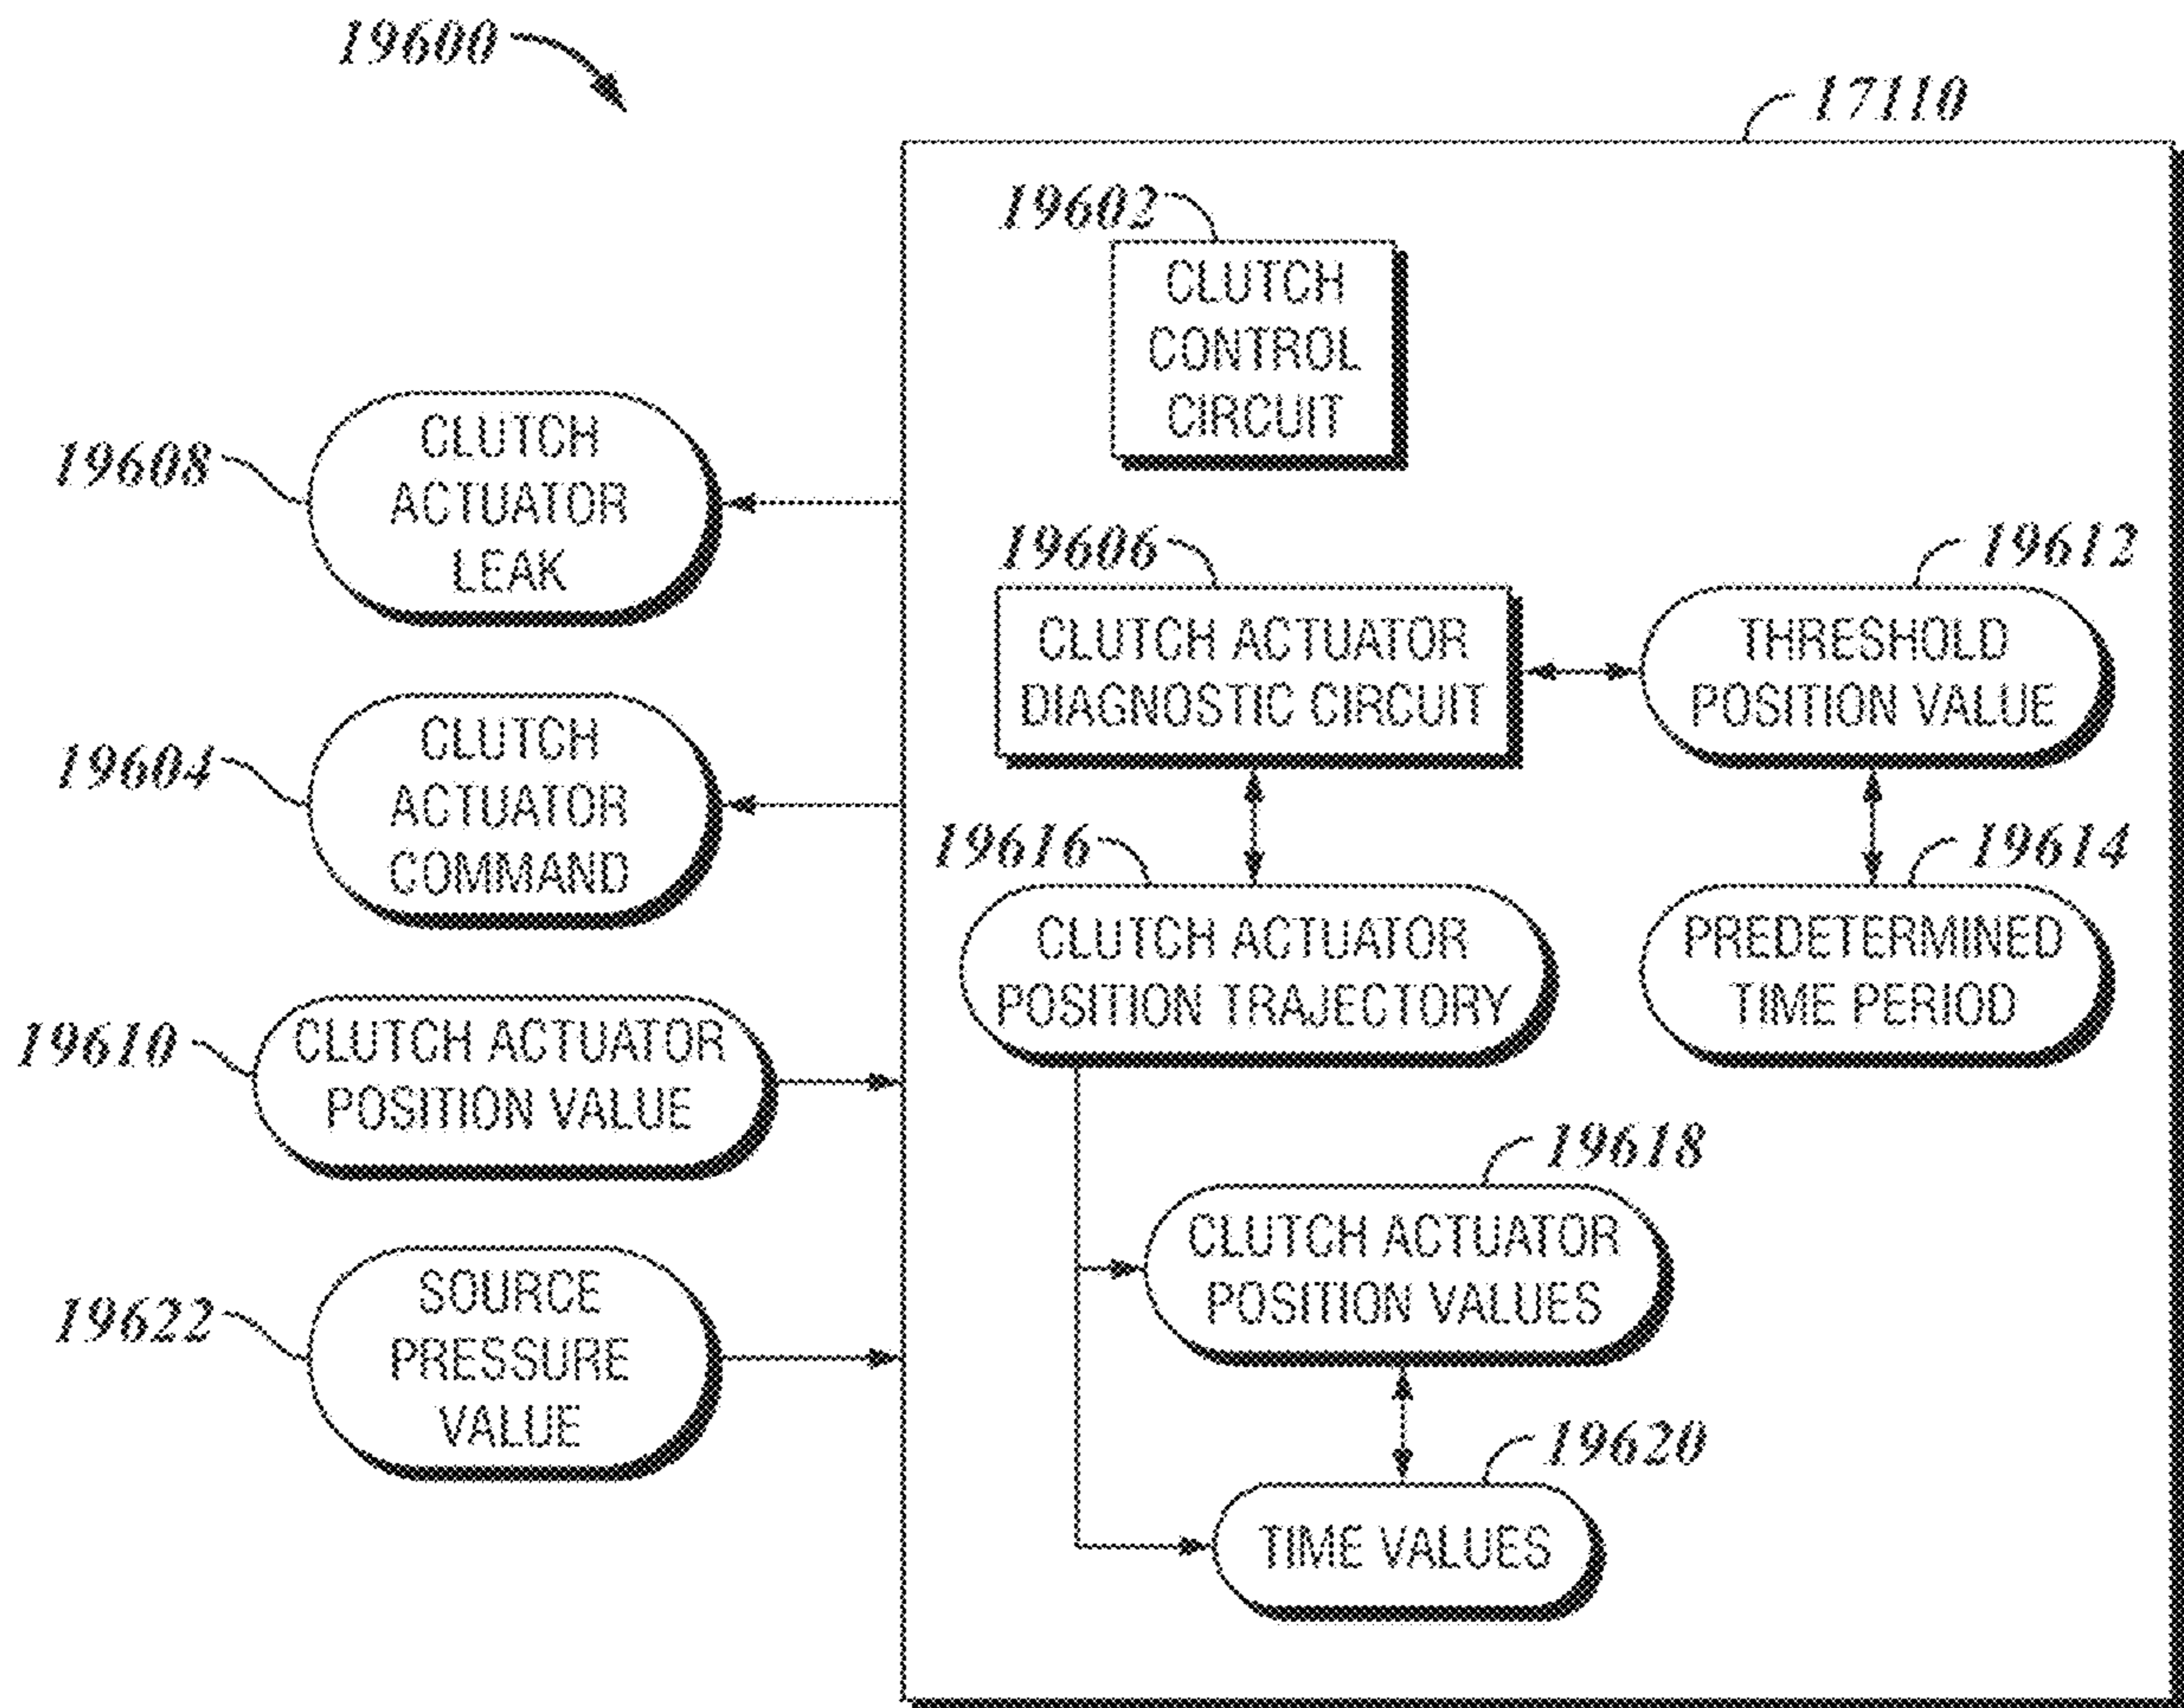 19600
17110
19602
CLUTCH
CONTROL
CIRCUIT
19608
CLUTCH
ACTUATOR
LEAK
19606
CLUTCH ACTUATOR
DIAGNOSTIC CIRCUIT
19612
THRESHOLD
POSITION VALUE
19604
CLUTCH
ACTUATOR
COMMAND
19616
CLUTCH ACTUATOR
POSITION TRAJECTORY
19614
PREDETERMINED
TIME PERIOD
19610
CLUTCH ACTUATOR
POSITION VALUE
19618
CLUTCH ACTUATOR
POSITION VALUES
19622
SOURCE
PRESSURE
VALUE
19620
TIME VALUES